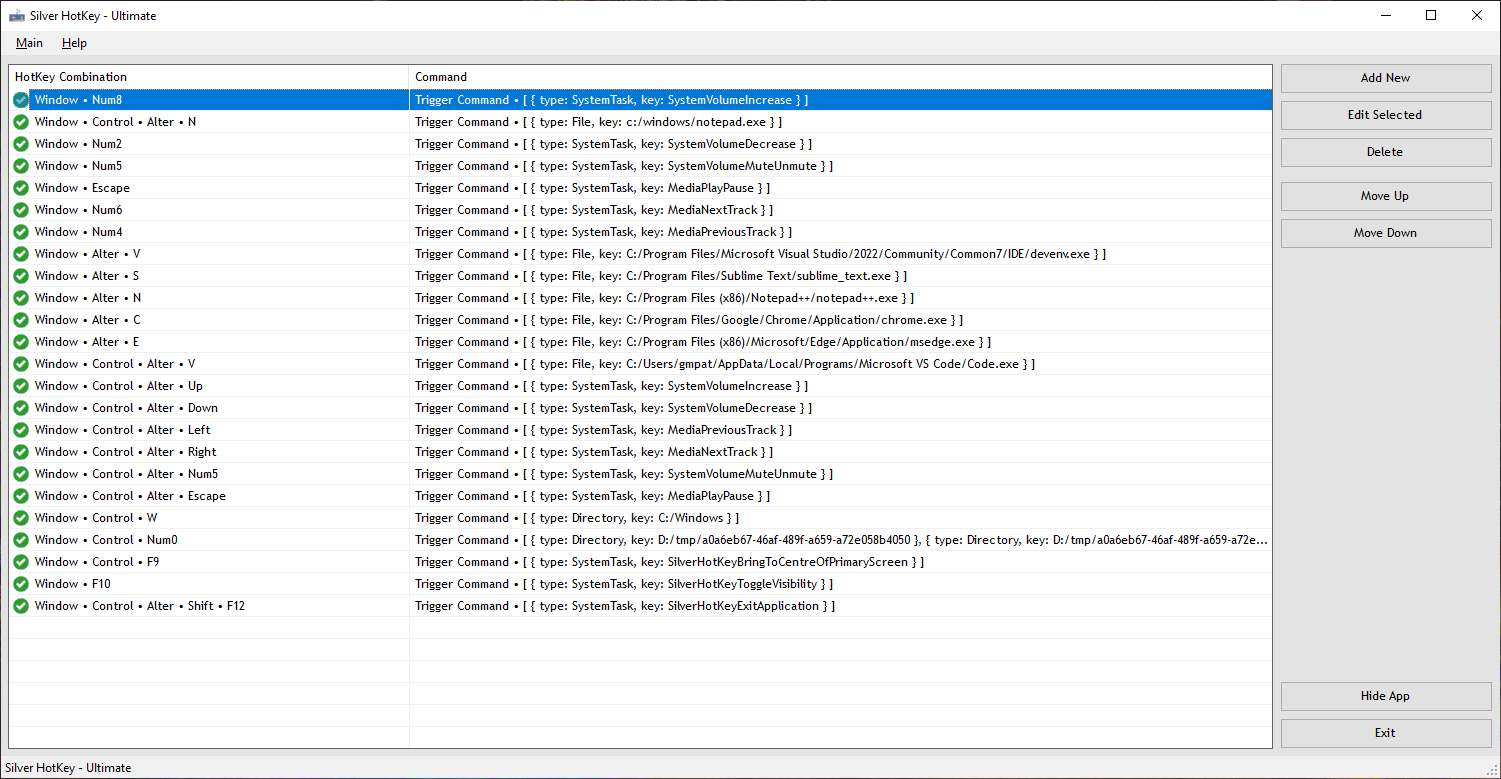 Silver HotKey - Ultimate
Main Help
HotKey Combination Command
Window • Num8 Trigger Command • [ { type: SystemTask, key: SystemVolumeIncrease } ]
Window • Control • Alter • N Trigger Command • [ { type: File, key: c:/windows/notepad.exe } ]
Window • Num2 Trigger Command • [ { type: SystemTask, key: SystemVolumeDecrease } ]
Window • Num5 Trigger Command • [ { type: SystemTask, key: SystemVolumeMuteUnmute } ]
Window • Escape Trigger Command • [ { type: SystemTask, key: MediaPlayPause } ]
Window • Num6 Trigger Command • [ { type: SystemTask, key: MediaNextTrack } ]
Window • Num4 Trigger Command • [ { type: SystemTask, key: MediaPreviousTrack } ]
Window • Alter • V Trigger Command • [ { type: File, key: C:/Program Files/Microsoft Visual Studio/2022/Community/Common7/IDE/devenv.exe } ]
Window • Alter • S Trigger Command • [ { type: File, key: C:/Program Files/Sublime Text/sublime_text.exe } ]
Window • Alter • N Trigger Command • [ { type: File, key: C:/Program Files (x86)/Notepad++/notepad++.exe } ]
Window • Alter • C Trigger Command • [ { type: File, key: C:/Program Files/Google/Chrome/Application/chrome.exe } ]
Window • Alter • E Trigger Command • [ { type: File, key: C:/Program Files (x86)/Microsoft/Edge/Application/msedge.exe } ]
Window • Control • Alter • V Trigger Command • [ { type: File, key: C:/Users/gmpat/AppData/Local/Programs/Microsoft VS Code/Code.exe } ]
Window • Control • Alter • Up Trigger Command • [ { type: SystemTask, key: SystemVolumeIncrease } ]
Window • Control • Alter • Down Trigger Command • [ { type: SystemTask, key: SystemVolumeDecrease } ]
Window • Control • Alter • Left Trigger Command • [ { type: SystemTask, key: MediaPreviousTrack } ]
Window • Control • Alter • Right Trigger Command • [ { type: SystemTask, key: MediaNextTrack } ]
Window • Control • Alter • Num5 Trigger Command • [ { type: SystemTask, key: SystemVolumeMuteUnmute } ]
Window • Control • Alter • Escape Trigger Command • [ { type: SystemTask, key: MediaPlayPause } ]
Window • Control • W Trigger Command • [ { type: Directory, key: C:/Windows } ]
Window • Control • Num0 Trigger Command • [ { type: Directory, key: D:/tmp/a0a6eb67-46af-489f-a659-a72e058b4050 }, { type: Directory, key: D:/tmp/a0a6eb67-46af-489f-a659-a72e...
Window • Control • F9 Trigger Command • [ { type: SystemTask, key: SilverHotKeyBringToCentreOfPrimaryScreen } ]
Window • F10 Trigger Command • [ { type: SystemTask, key: SilverHotKeyToggleVisibility } ]
Window • Control • Alter • Shift • F12 Trigger Command • [ { type: SystemTask, key: SilverHotKeyExitApplication } ]
Add New
Edit Selected
Delete
Move Up
Move Down
Hide App
Exit
Silver HotKey - Ultimate